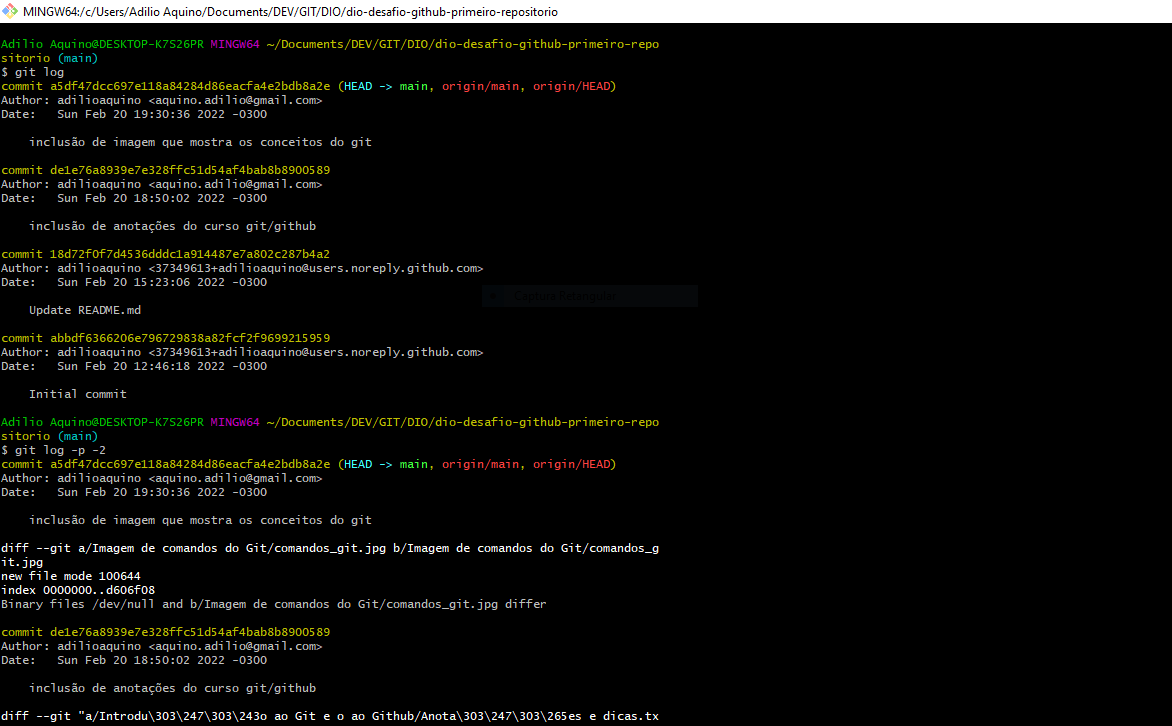 MINGW64:/c/Users/Adilio Aquino/Documents/DEV/GIT/DIO/dio-desafio-github-primeiro-repositorio
Adilio Aquino@DESKTOP-K7S26PR MINGW64 ~/Documents/DEV/GIT/DIO/dio-desafio-github-primeiro-repo
sitorio (main)
$ git log
commit a5df47dcc697e118a84284d86eacfa4e2bdb8a2e (HEAD -> main, origin/main, origin/HEAD)
Author: adilioaquino <aquino.adilio@gmail.com>
Date:   Sun Feb 20 19:30:36 2022 -0300
    inclusão de imagem que mostra os conceitos do git
commit de1e76a8939e7e328ffc51d54af4bab8b8900589
Author: adilioaquino <aquino.adilio@gmail.com>
Date:   Sun Feb 20 18:50:02 2022 -0300
    inclusão de anotações do curso git/github
commit 18d72f0f7d4536dddc1a914487e7a802c287b4a2
Author: adilioaquino <37349613+adilioaquino@users.noreply.github.com>
Date:   Sun Feb 20 15:23:06 2022 -0300
Captura Retangular
    Update README.md
commit abbdf6366206e796729838a82fcf2f9699215959
Author: adilioaquino <37349613+adilioaquino@users.noreply.github.com>
Date:   Sun Feb 20 12:46:18 2022 -0300
    Initial commit
Adilio Aquino@DESKTOP-K7S26PR MINGW64 ~/Documents/DEV/GIT/DIO/dio-desafio-github-primeiro-repo
sitorio (main)
$ git log -p -2
commit a5df47dcc697e118a84284d86eacfa4e2bdb8a2e (HEAD -> main, origin/main, origin/HEAD)
Author: adilioaquino <aquino.adilio@gmail.com>
Date:   Sun Feb 20 19:30:36 2022 -0300
    inclusão de imagem que mostra os conceitos do git
diff --git a/Imagem de comandos do Git/comandos_git.jpg b/Imagem de comandos do Git/comandos_g
it.jpg
new file mode 100644
index 0000000..d606f08
Binary files /dev/null and b/Imagem de comandos do Git/comandos_git.jpg differ
commit de1e76a8939e7e328ffc51d54af4bab8b8900589
Author: adilioaquino <aquino.adilio@gmail.com>
Date:   Sun Feb 20 18:50:02 2022 -0300
    inclusão de anotações do curso git/github
diff --git "a/Introdu\303\247\303\243o ao Git e o ao Github/Anota\303\247\303\265es e dicas.tx